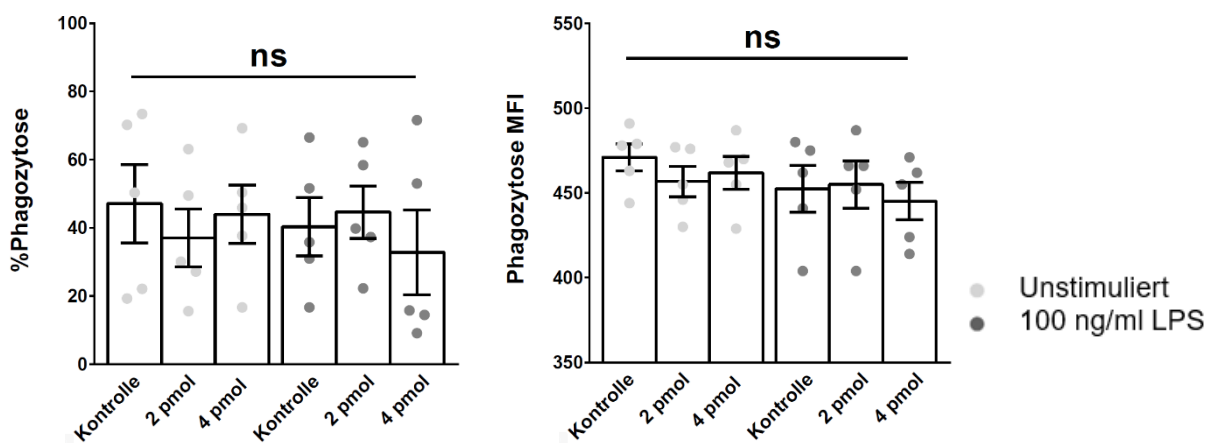 100
80
60
40
20
0
%Phagozytose
ns
Kontrolle
2 pmol
4 pmol
Kontrolle
2 pmol
4 pmol
550
500
450
400
350
Phagozytose MFI
ns
Kontrolle
2 pmol
4 pmol
Kontrolle
2 pmol
4 pmol
Unstimuliert
100 ng/ml LPS